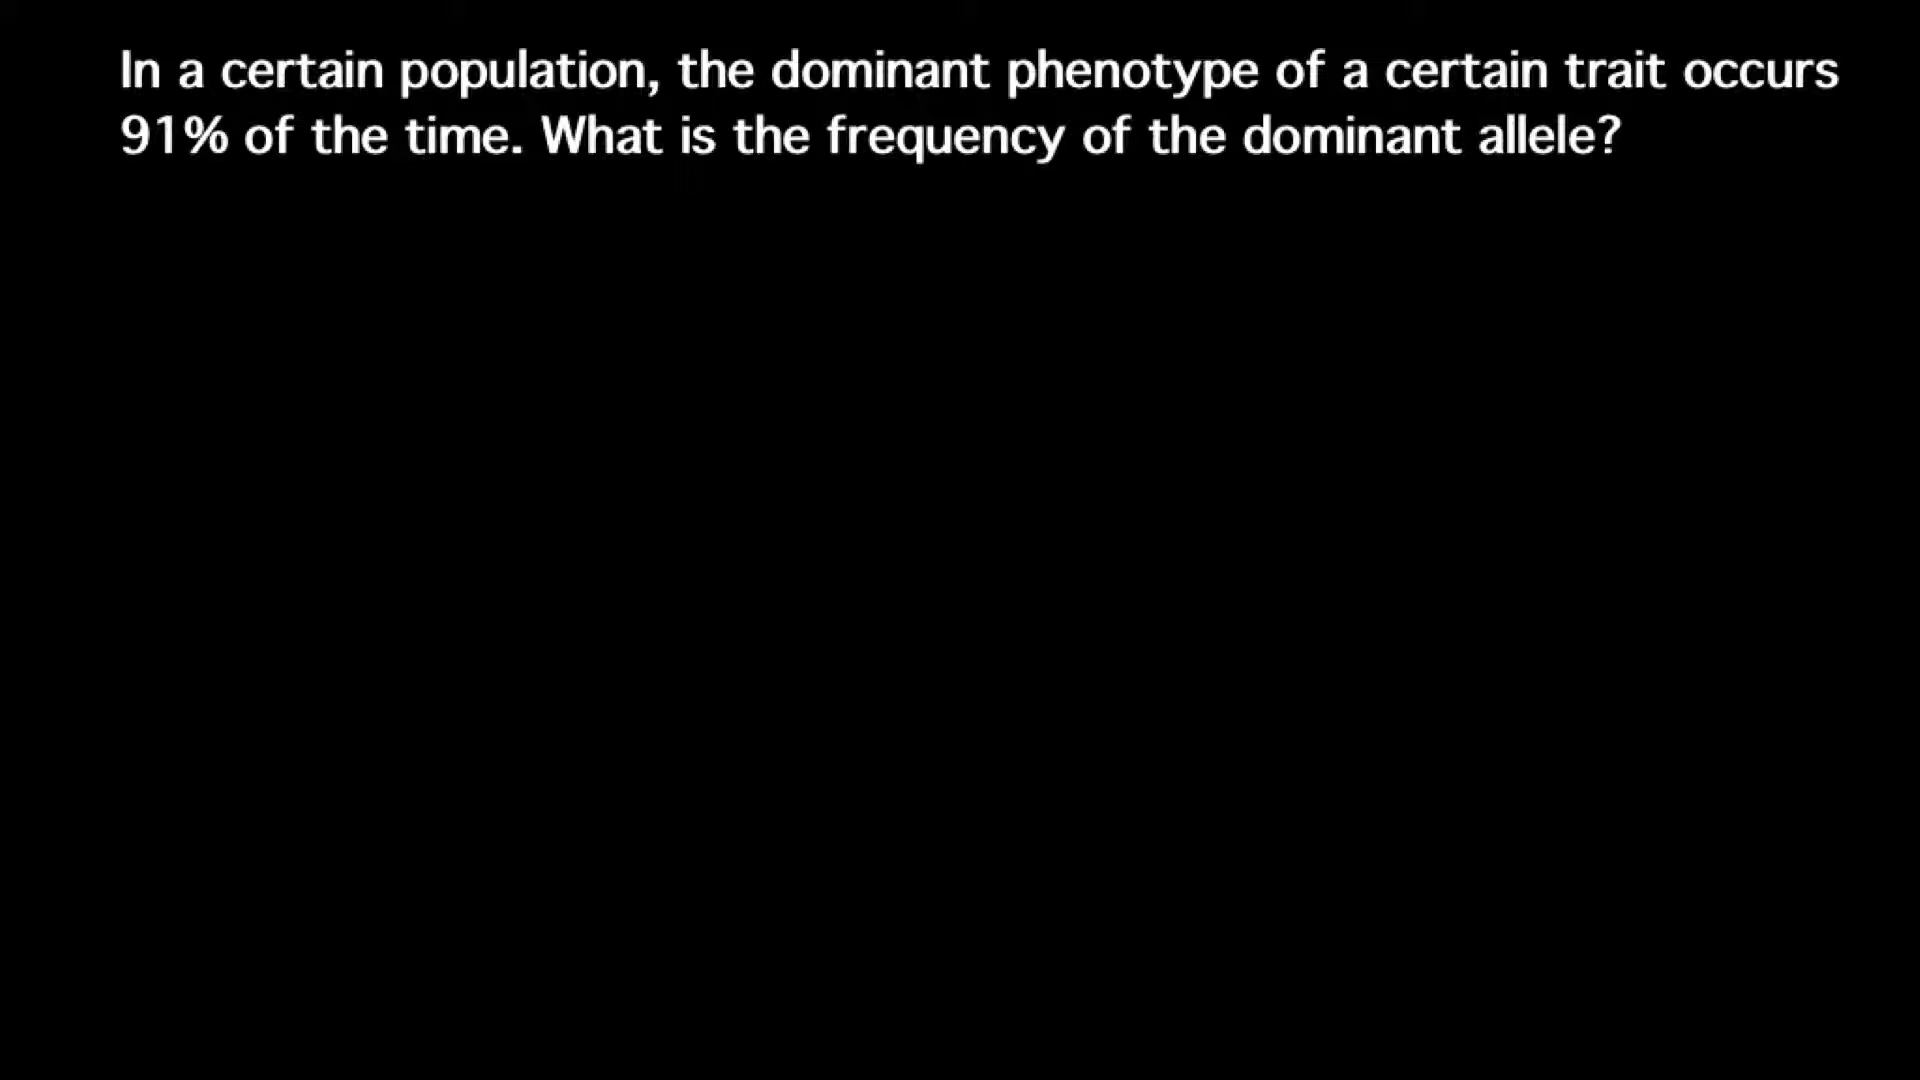 In a certain population, the dominant phenotype of a certain trait occurs
91% of the time. What is the frequency of the dominant allele?